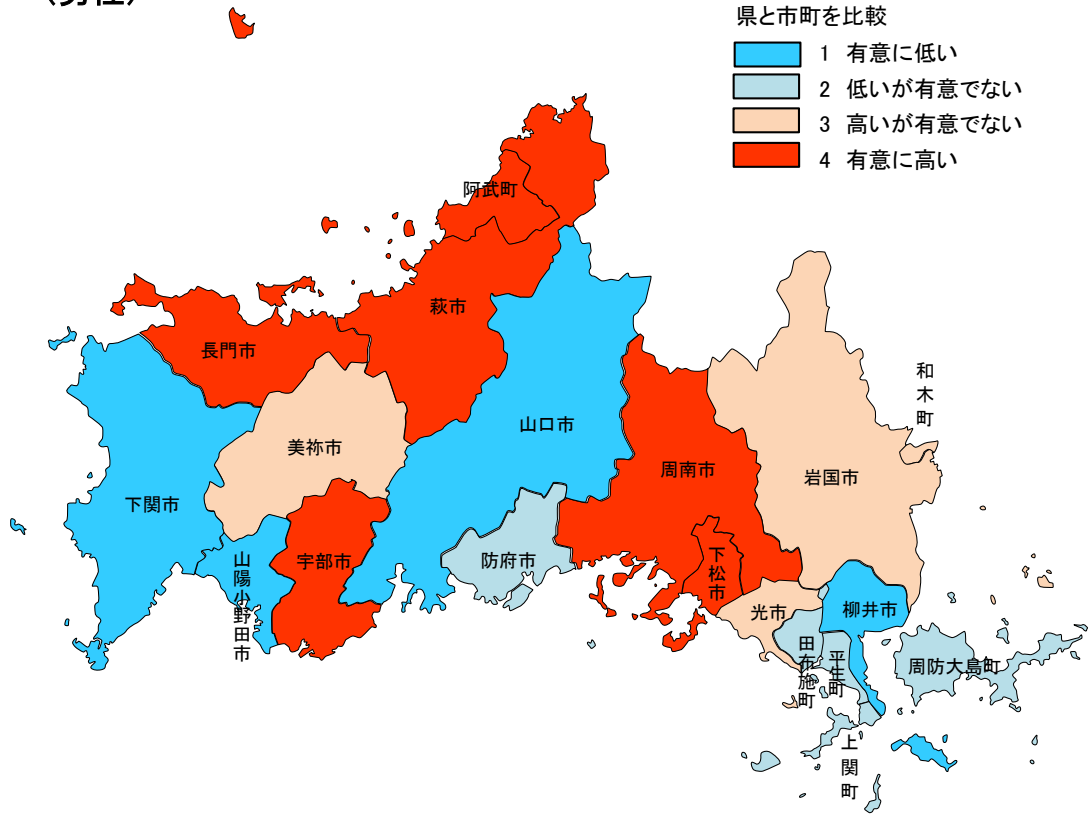 県と市町を比較
1 有意に低い
2 低いが有意でない
3 高いが有意でない
4 有意に高い
阿武町
萩市
長門市
和木町
山口市
美祢市
周南市
岩国市
下関市
山陽小野田市
宇部市
防府市
下松市
光市
柳井市
田布施町
平生町
周防大島町
上関町